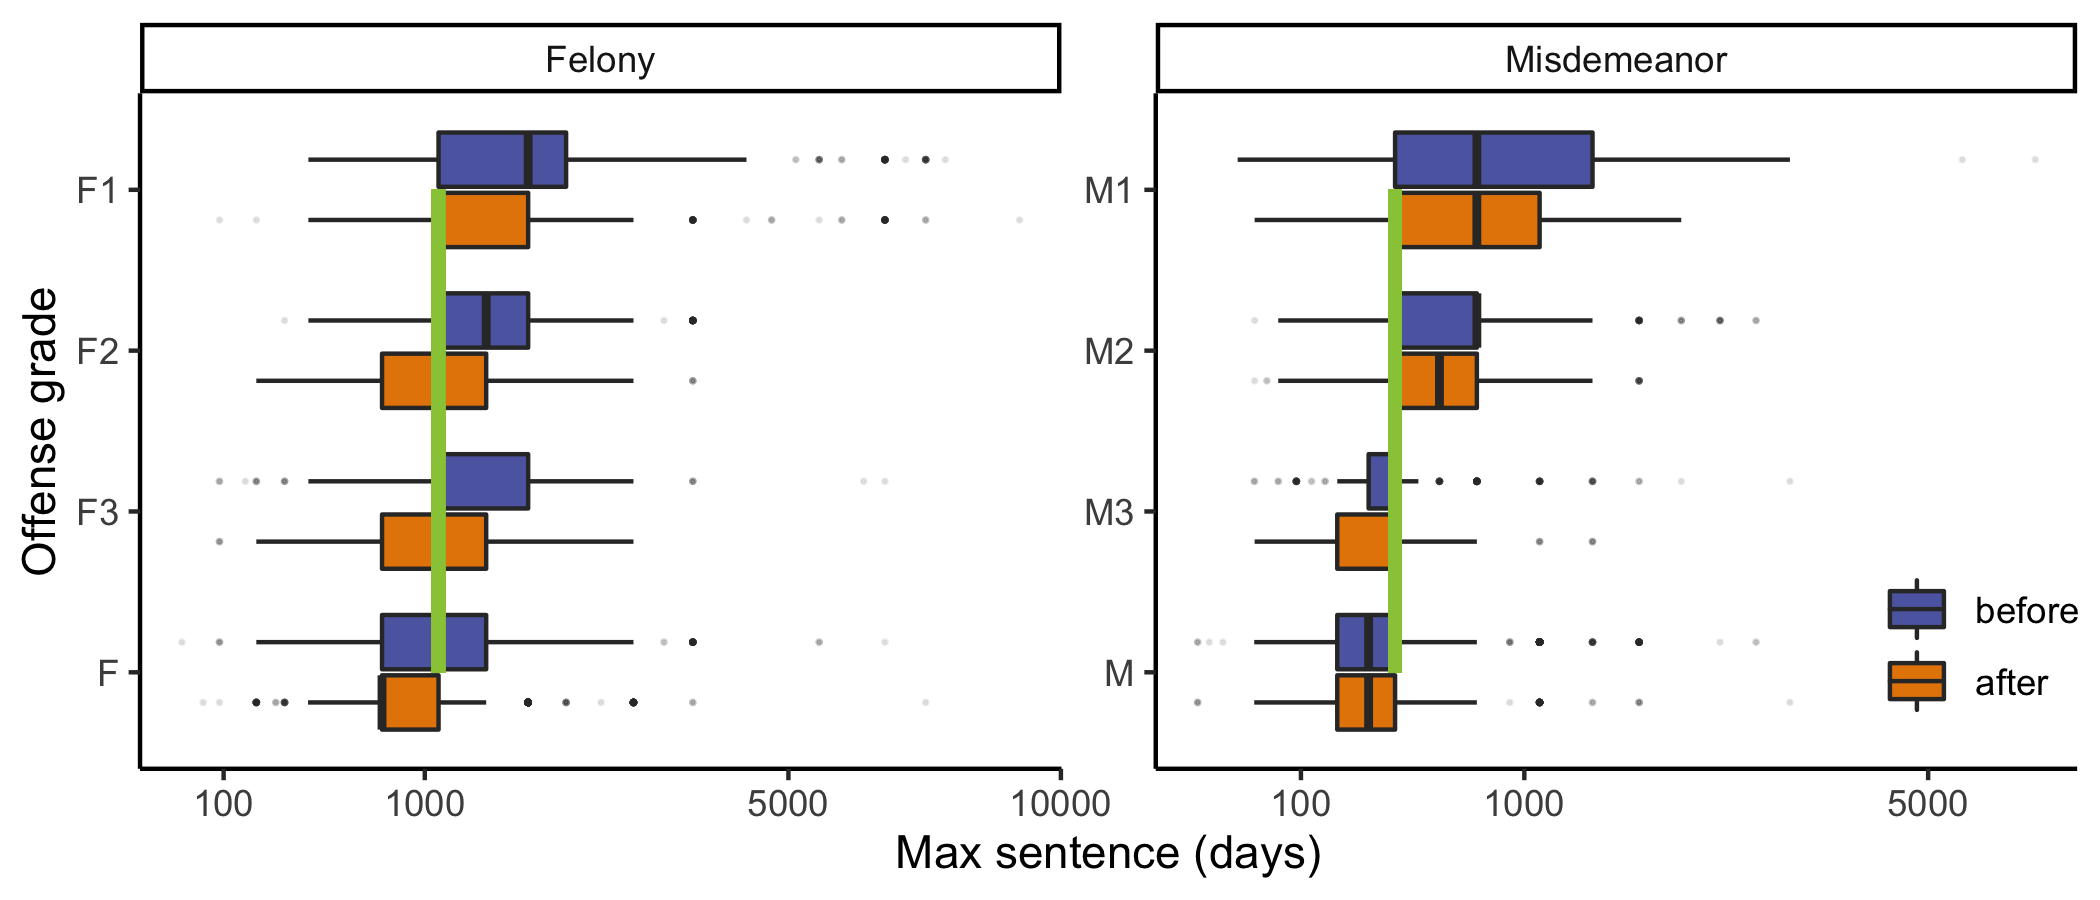 Felony
Misdemeanor
Offense grade
F1
F2
F3
F
M1
M2
M3
M
before
after
100 1000 5000 10000
100 1000 5000
Max sentence (days)